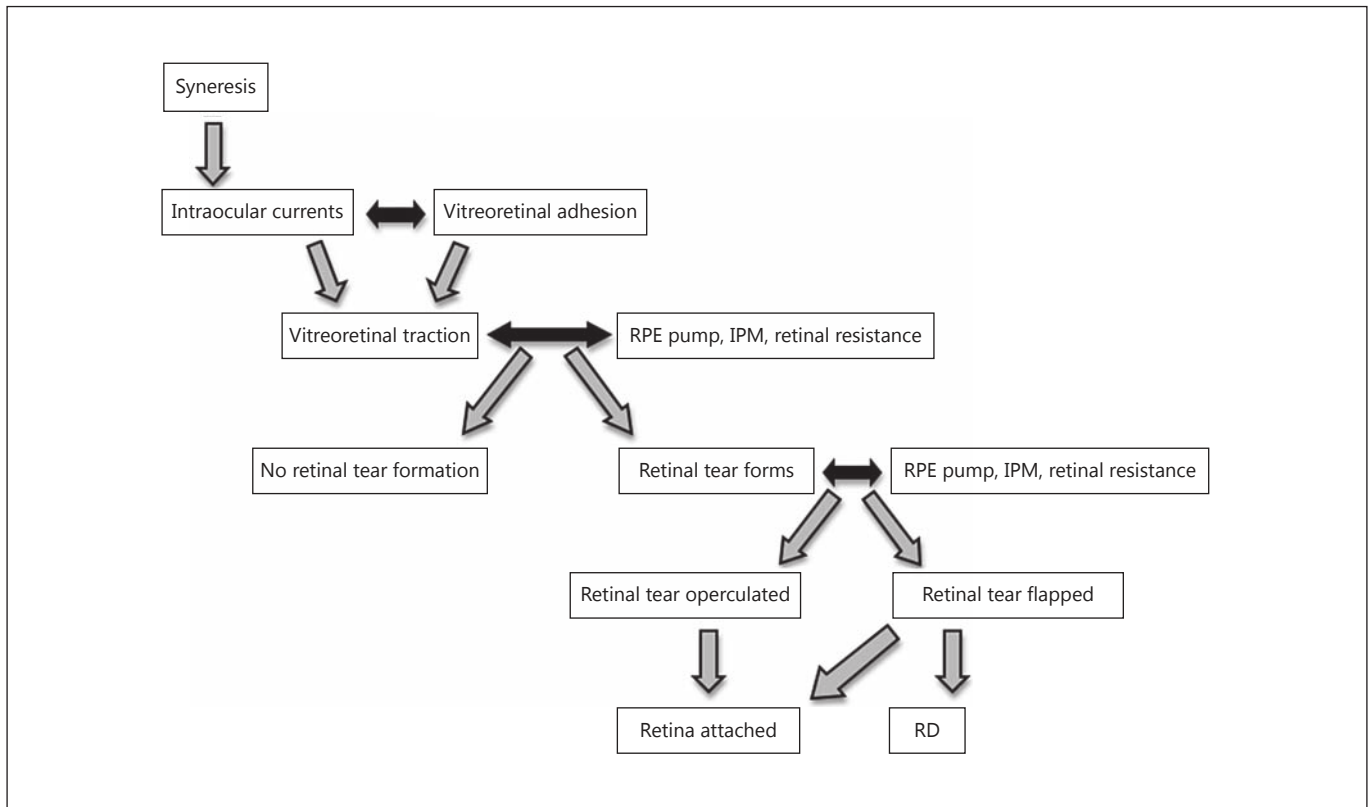 Syneresis
Intraocular currents
Vitreoretinal adhesion
Vitreoretinal traction
RPE pump, IPM, retinal resistance
No retinal tear formation
Retinal tear forms
RPE pump, IPM, retinal resistance
Retinal tear operculated
Retinal tear flapped
Retina attached
RD